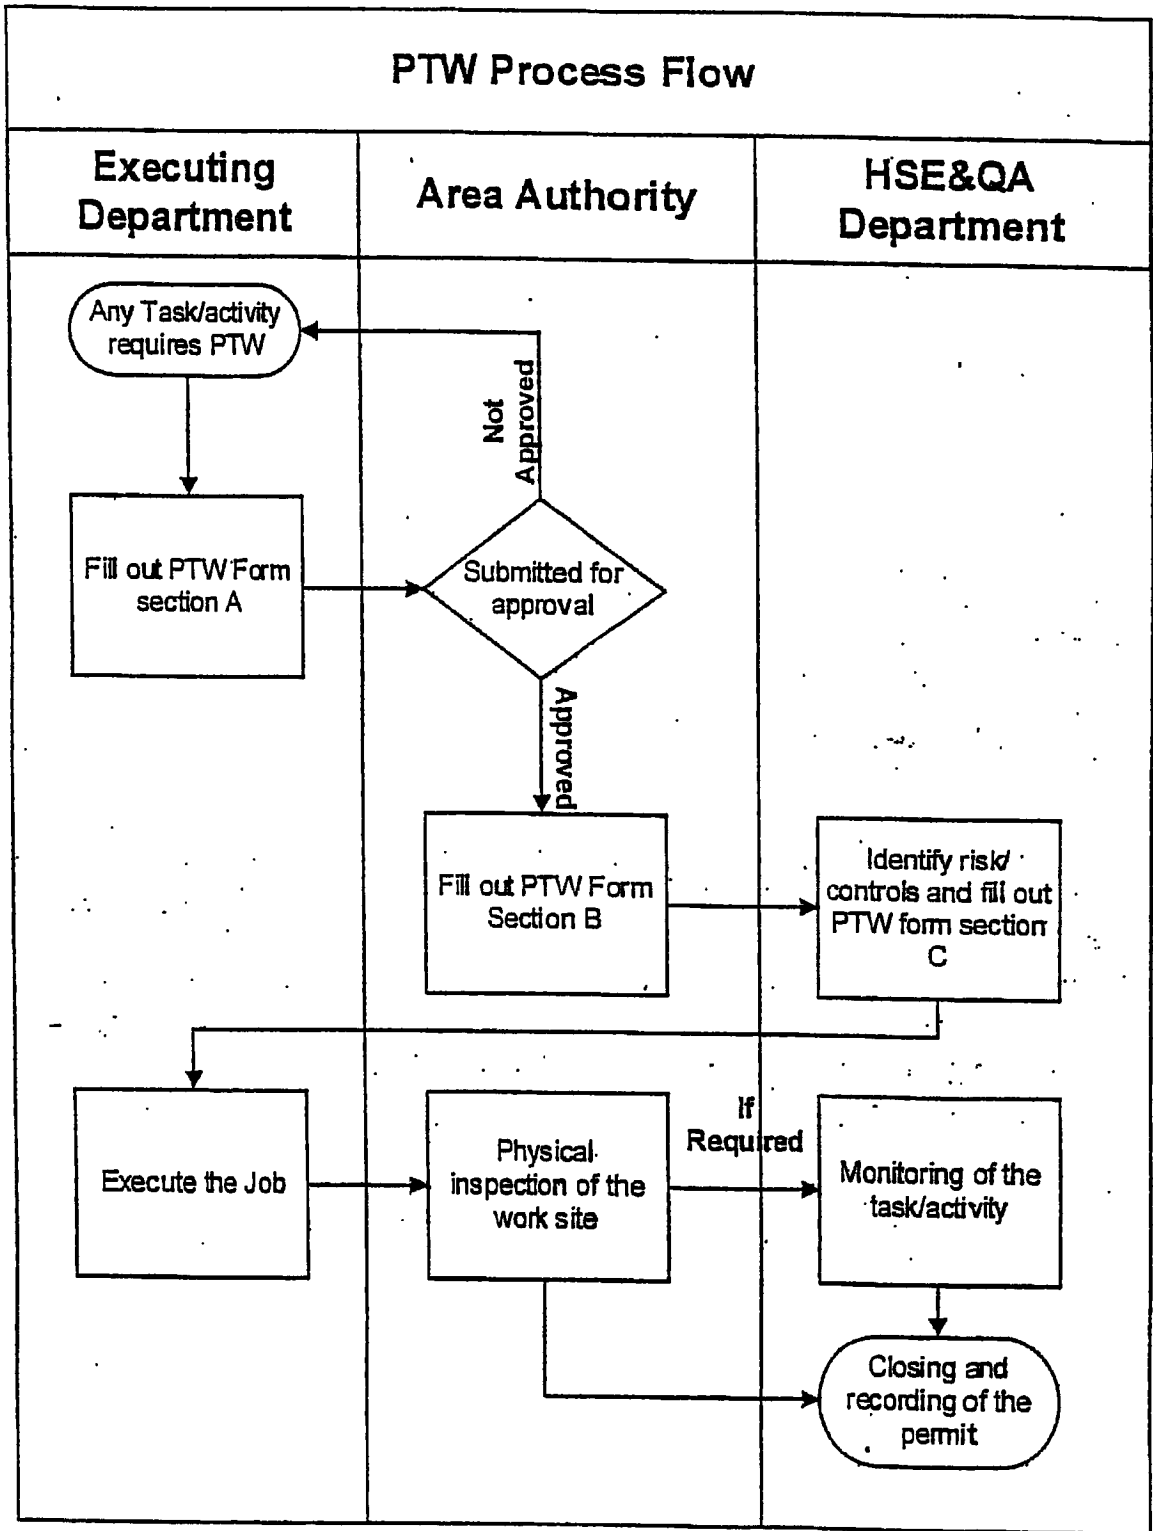 PTW Process Flow
Executing
Department
Area Authority
HSE&QA
Department
Any Task/activity
requires PTW
Not
Approved
Fill out PTW Form
section A
Submitted for
approval
Approved
Fill out PTW Form
Section B
Identify risk/
controls and fill out
PTW form section
C
Execute the Job
Physical
inspection of the
work site
If
Required
Monitoring of the
task/activity
Closing and
recording of the
permit